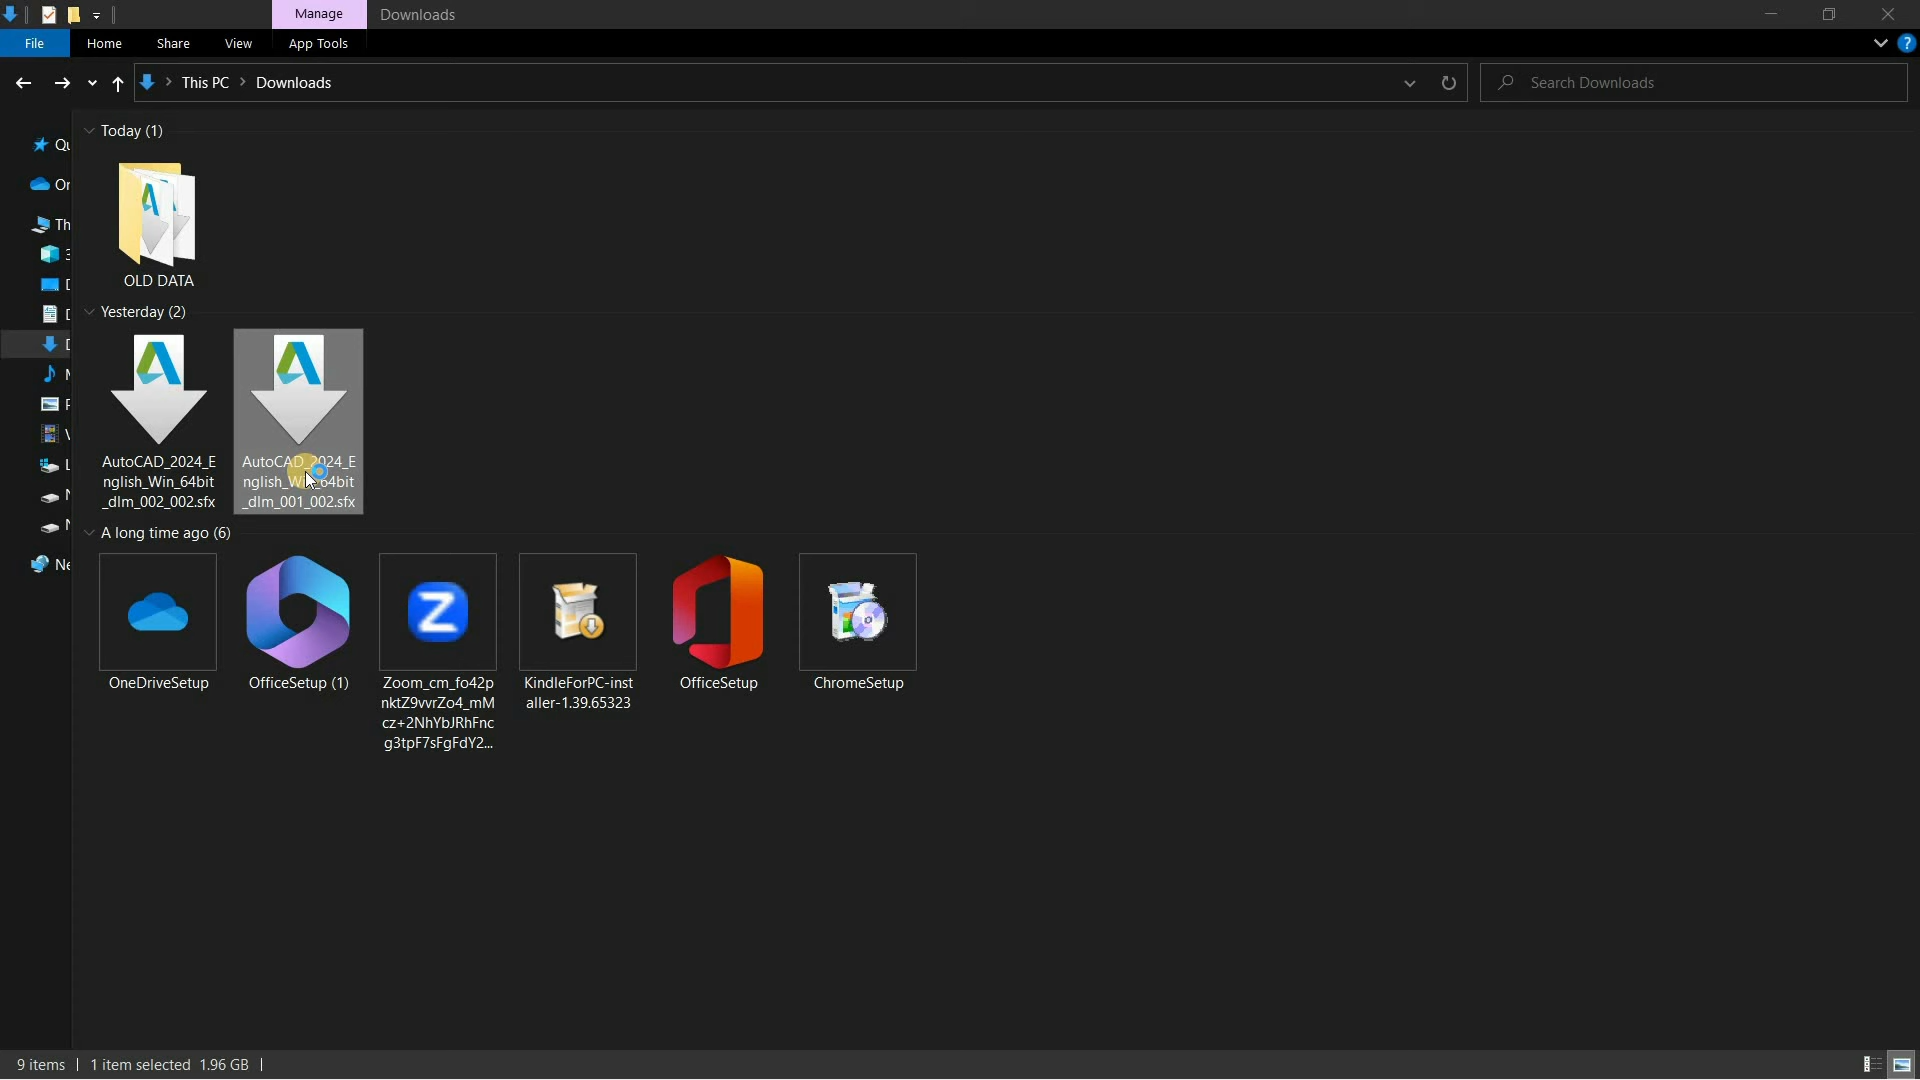 Manage
Downloads
File
Home
Share
View
App Tools
?
This PC
Downloads
Search Downloads
Today (1)
OLD DATA
Yesterday (2)
AutoCAD_2024_E
nglish_Win_64bit
_dlm_002_002.sfx
AutoCAD_2024_E
nglish_Win_64bit
_dlm_001_002.sfx
A long time ago (6)
OneDriveSetup
OfficeSetup (1)
Zoom_cm_fo42p
nktZ9vvrZo4_mM
cz+2NhYbJRhFnc
g3tpF7sFgFdY2...
KindleForPC-inst
aller-1.39.65323
OfficeSetup
ChromeSetup
9 items
1 item selected 1.96 GB